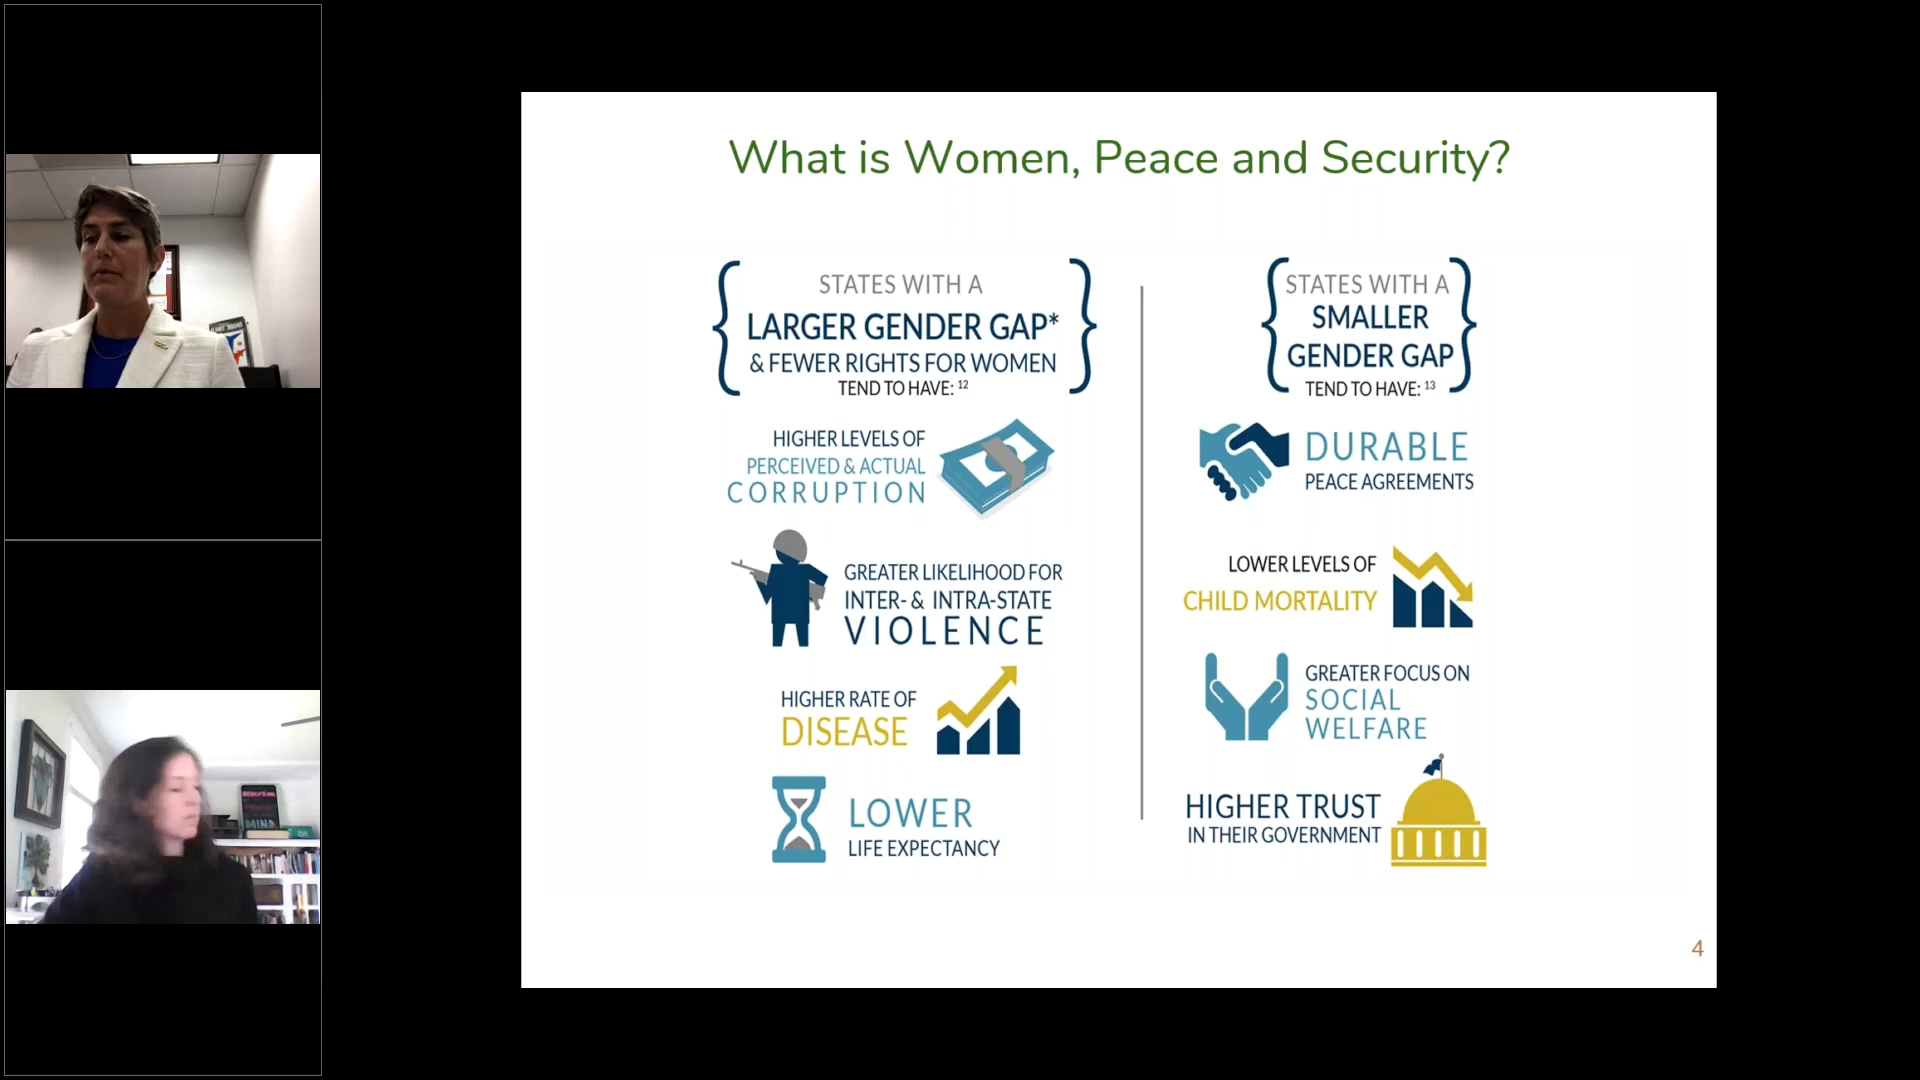 What is Women, Peace and Security?
STATES WITH A
LARGER GENDER GAP*
& FEWER RIGHTS FOR WOMEN
TEND TO HAVE: 12
HIGHER LEVELS OF
PERCEIVED & ACTUAL
CORRUPTION
GREATER LIKELIHOOD FOR
INTER- & INTRA-STATE
VIOLENCE
HIGHER RATE OF
DISEASE
LOWER
LIFE EXPECTANCY
STATES WITH A
SMALLER
GENDER GAP
TEND TO HAVE: 13
DURABLE
PEACE AGREEMENTS
LOWER LEVELS OF
CHILD MORTALITY
GREATER FOCUS ON
SOCIAL
WELFARE
HIGHER TRUST
IN THEIR GOVERNMENT
4
MIND